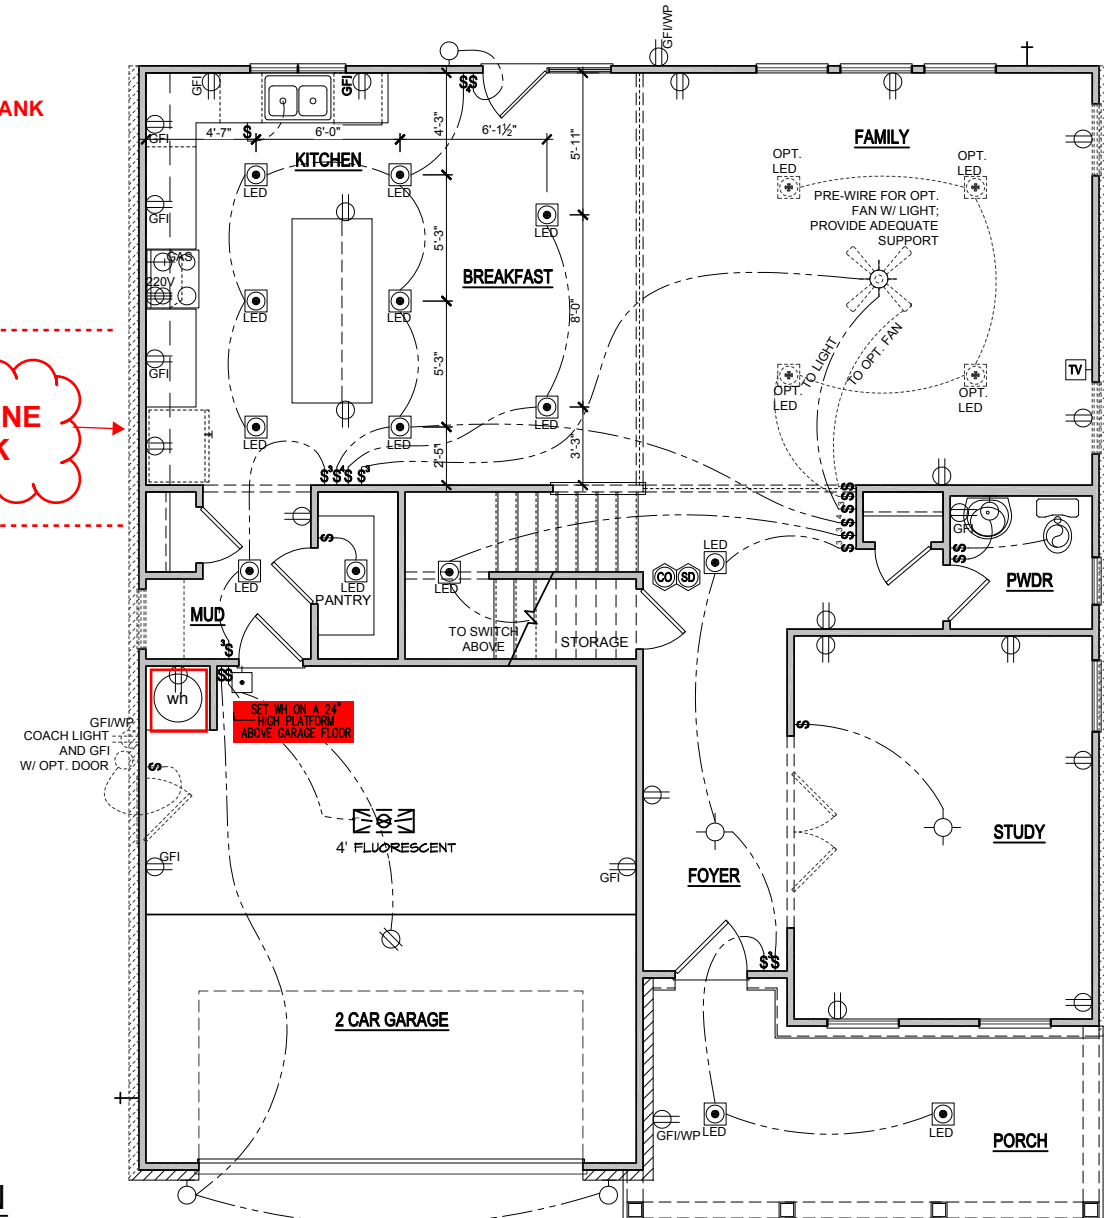 ANK
GFI/WP
GFI
GFI
GFI
4'-7"
$
6'-0"
4'-3"
6'-1½"
5'-11"
KITCHEN
FAMILY
LED
LED
OPT.
LED
OPT.
LED
PRE-WIRE FOR OPT.
FAN W/ LIGHT;
PROVIDE ADEQUATE
SUPPORT
GFI
LED
5'-3"
BREAKFAST
GAS
220V
LED
LED
8'-0"
TO LIGHT
TO OPT. FAN
GFI
5'-3"
TV
OPT.
LED
OPT.
LED
NE
K
LED
LED
LED
2'-5"
3'-3"
GFI
LED
CO
SD
LED
LED
PANTRY
LED
PWDR
MUD
TO SWITCH
ABOVE
STORAGE
wh
SET WH ON A 24"
HIGH PLATFORM
ABOVE GARAGE FLOOR
GFI/WP
COACH LIGHT
AND GFI
W/ OPT. DOOR
4' FLUORESCENT
STUDY
GFI
GFI
FOYER
2 CAR GARAGE
GFI/WP
LED
LED
PORCH
N